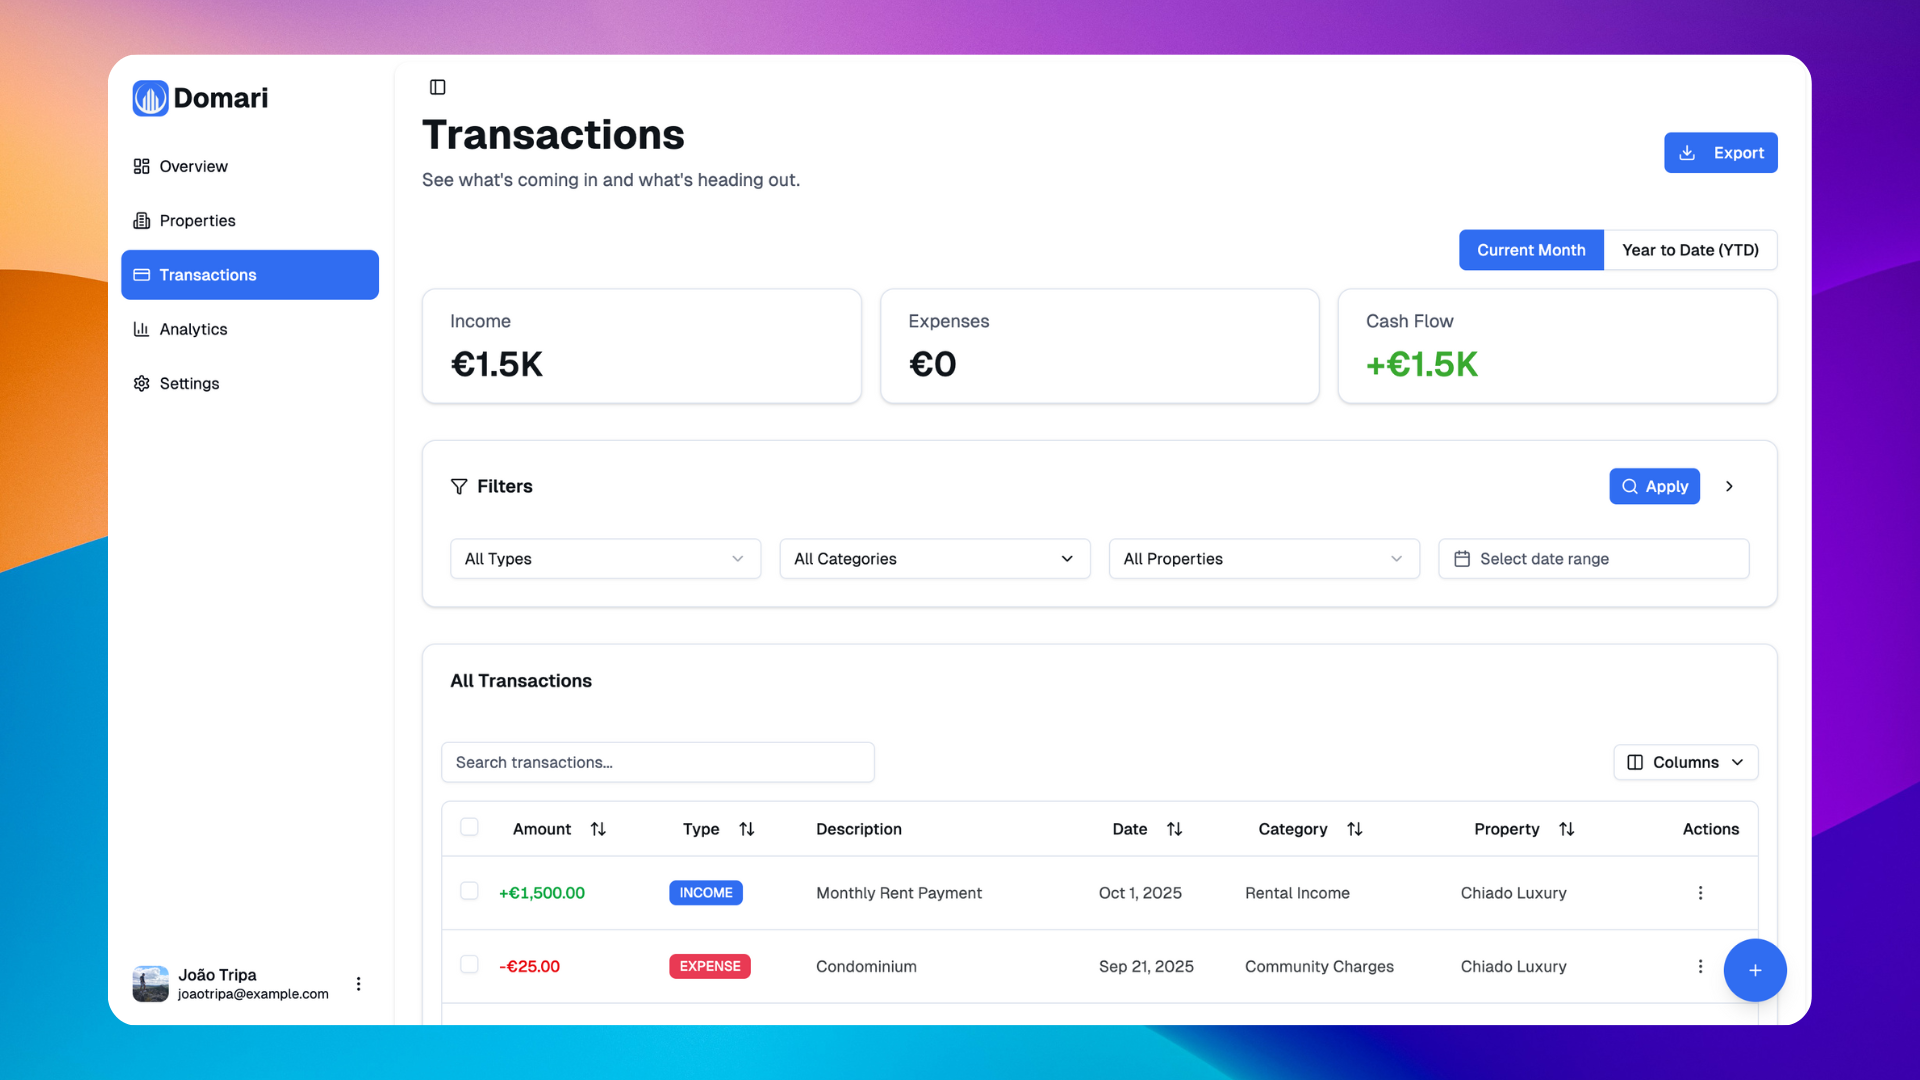 Domari
Overview
Properties
Transactions
Analytics
Settings
João Tripa
joaotripa@example.com
Transactions
See what's coming in and what's heading out.
Export
Current Month
Year to Date (YTD)
Income
€1.5K
Expenses
€0
Cash Flow
+€1.5K
Filters
Apply
All Types
All Categories
All Properties
Select date range
All Transactions
Search transactions...
Columns
Amount Type Description Date Category Property Actions
+€1,500.00 INCOME Monthly Rent Payment Oct 1, 2025 Rental Income Chiado Luxury
-€25.00 EXPENSE Condominium Sep 21, 2025 Community Charges Chiado Luxury